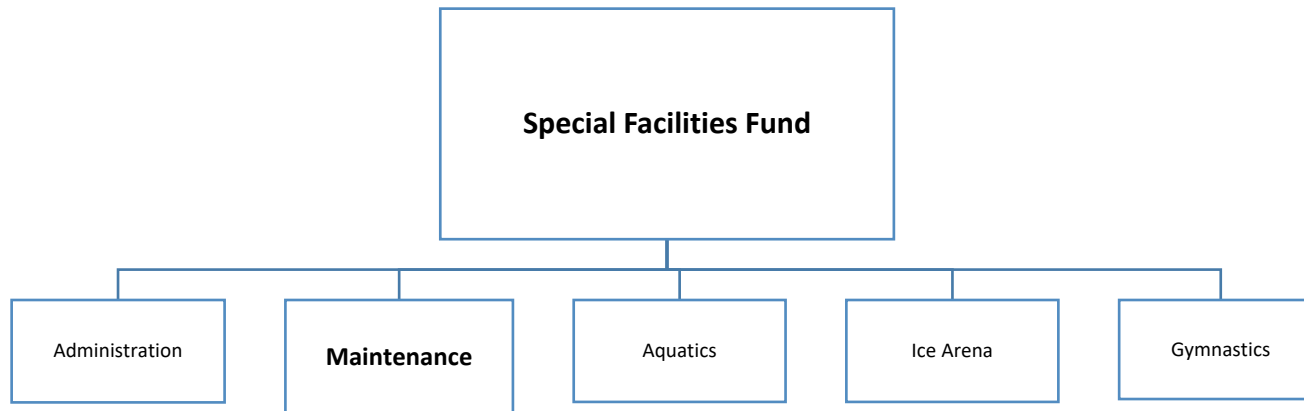 Special Facilities Fund
Administration
Maintenance
Aquatics
Ice Arena
Gymnastics